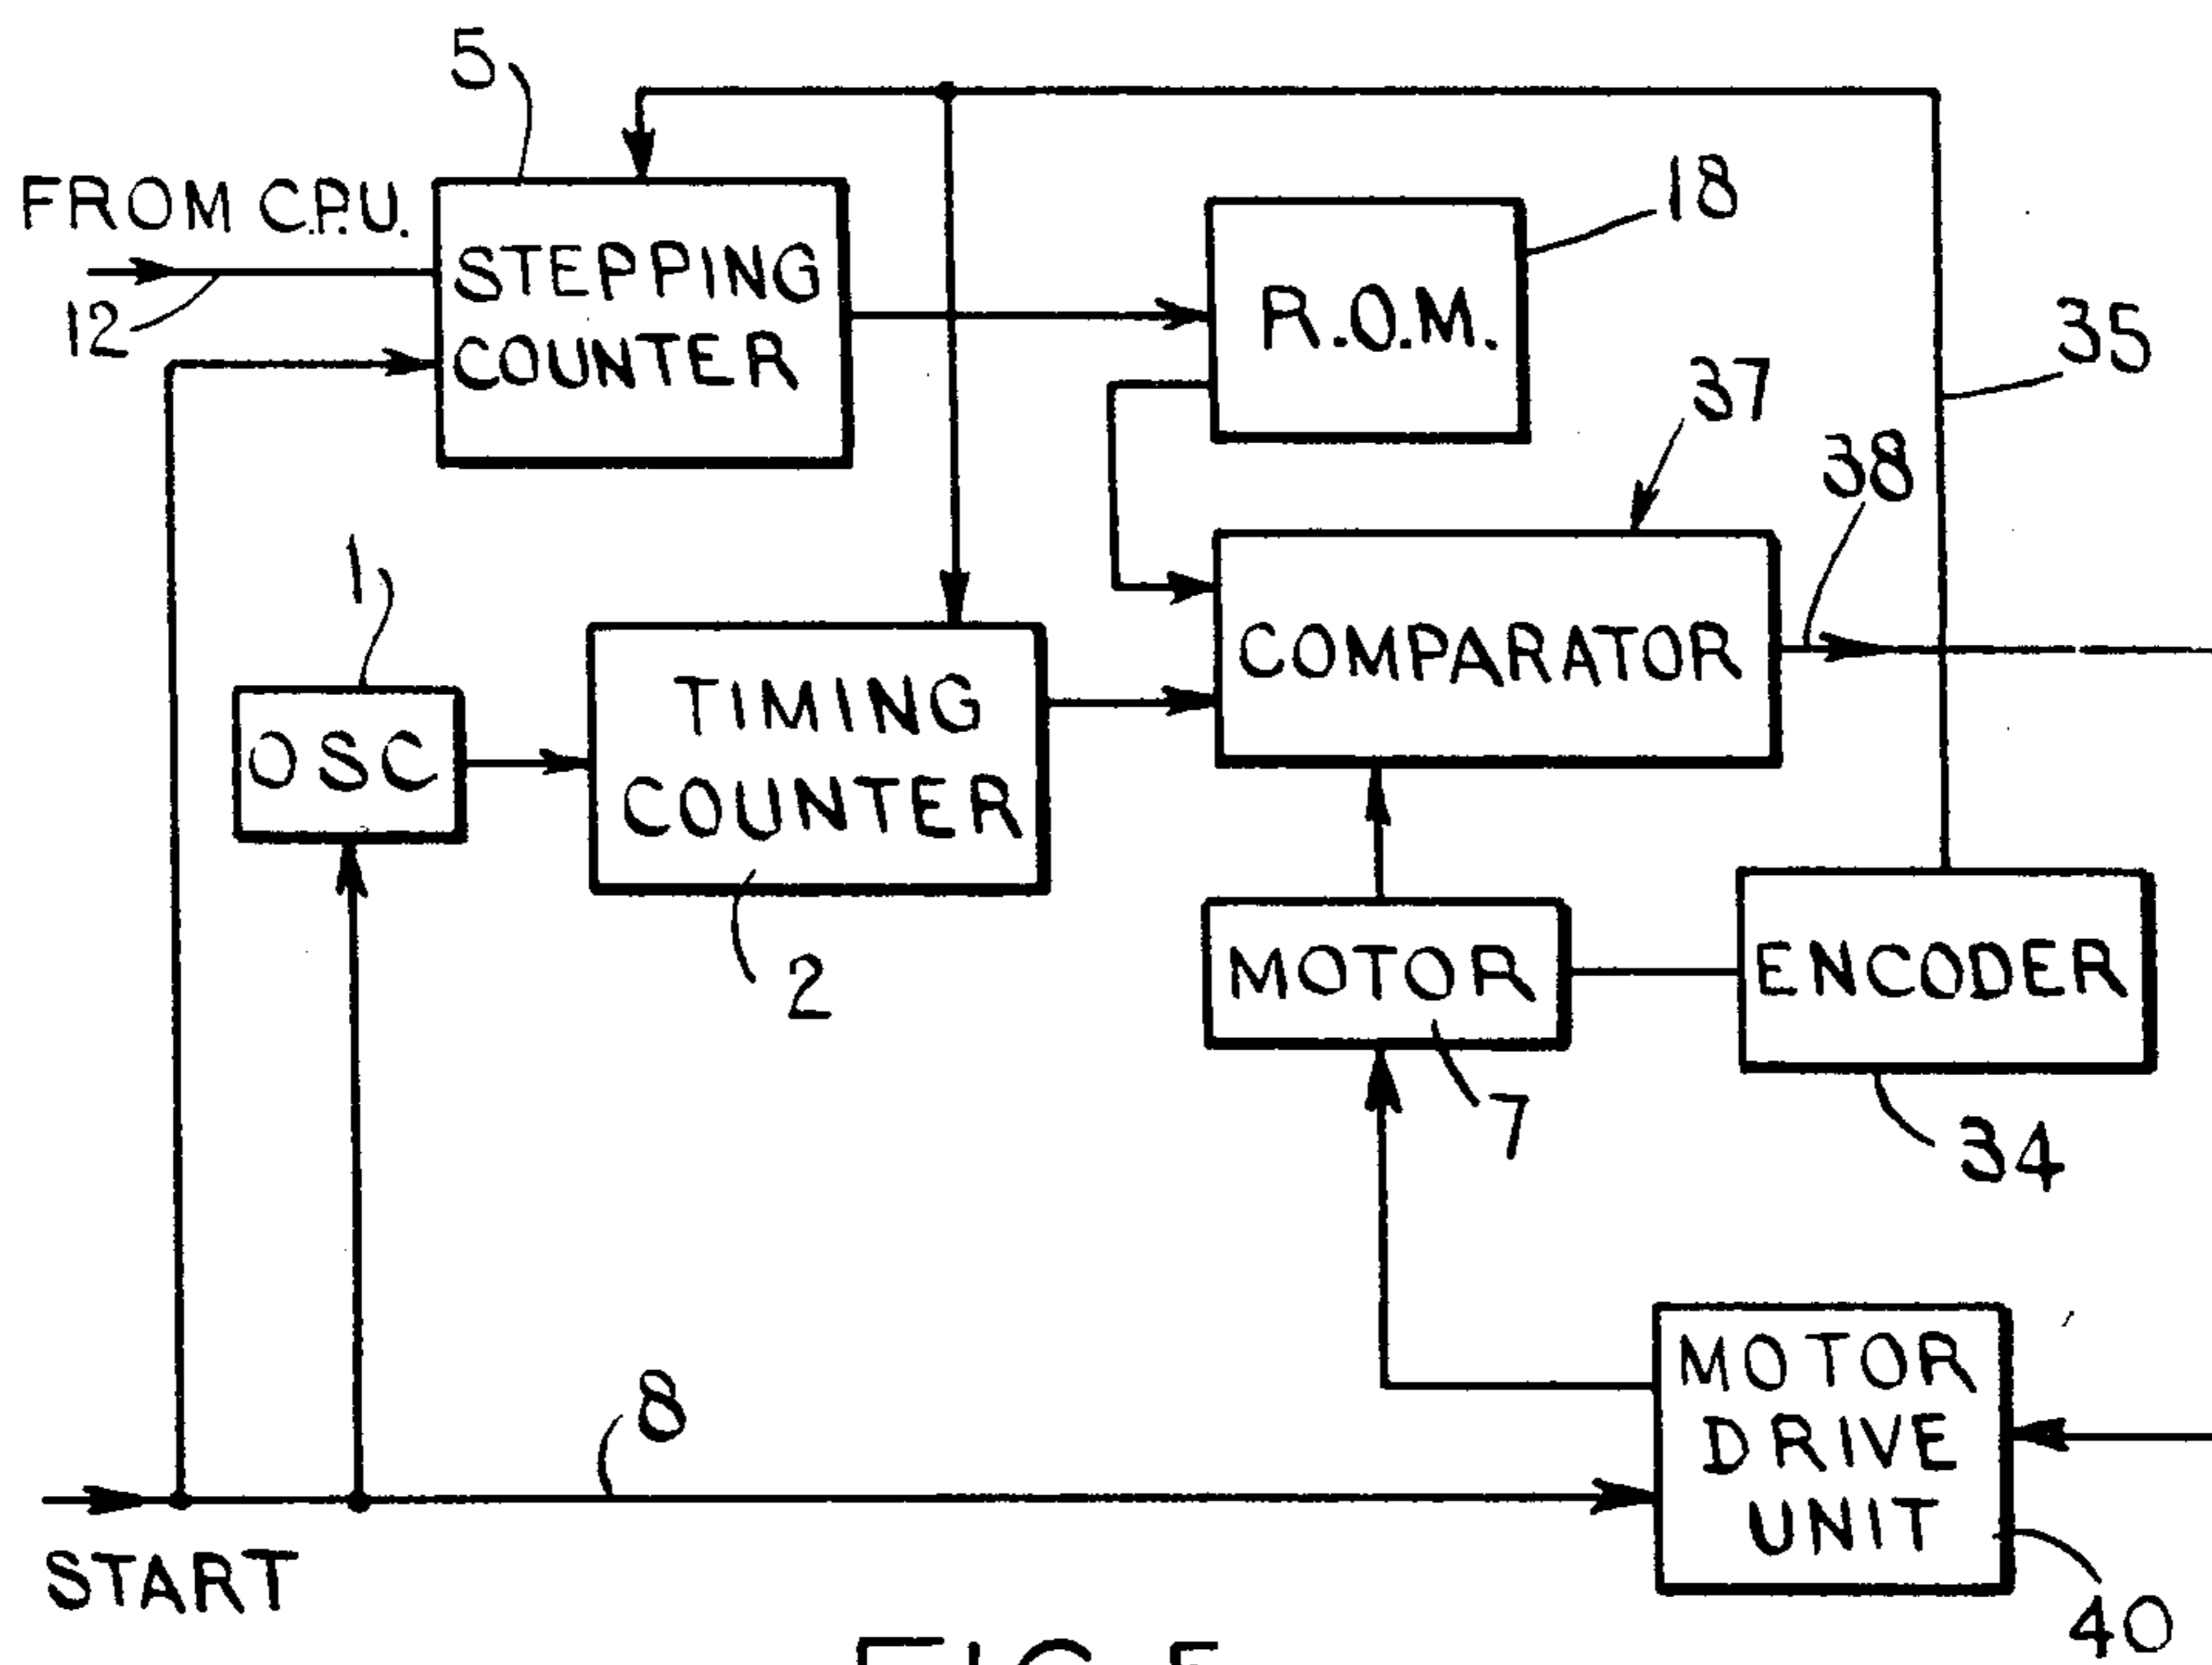 5
FROM C.P.U.
12
STEPPING
COUNTER
18
R.O.M.
35
37
38
1
OSC
TIMING
COUNTER
2
COMPARATOR
MOTOR
7
ENCODER
34
MOTOR
DRIVE
UNIT
40
8
START